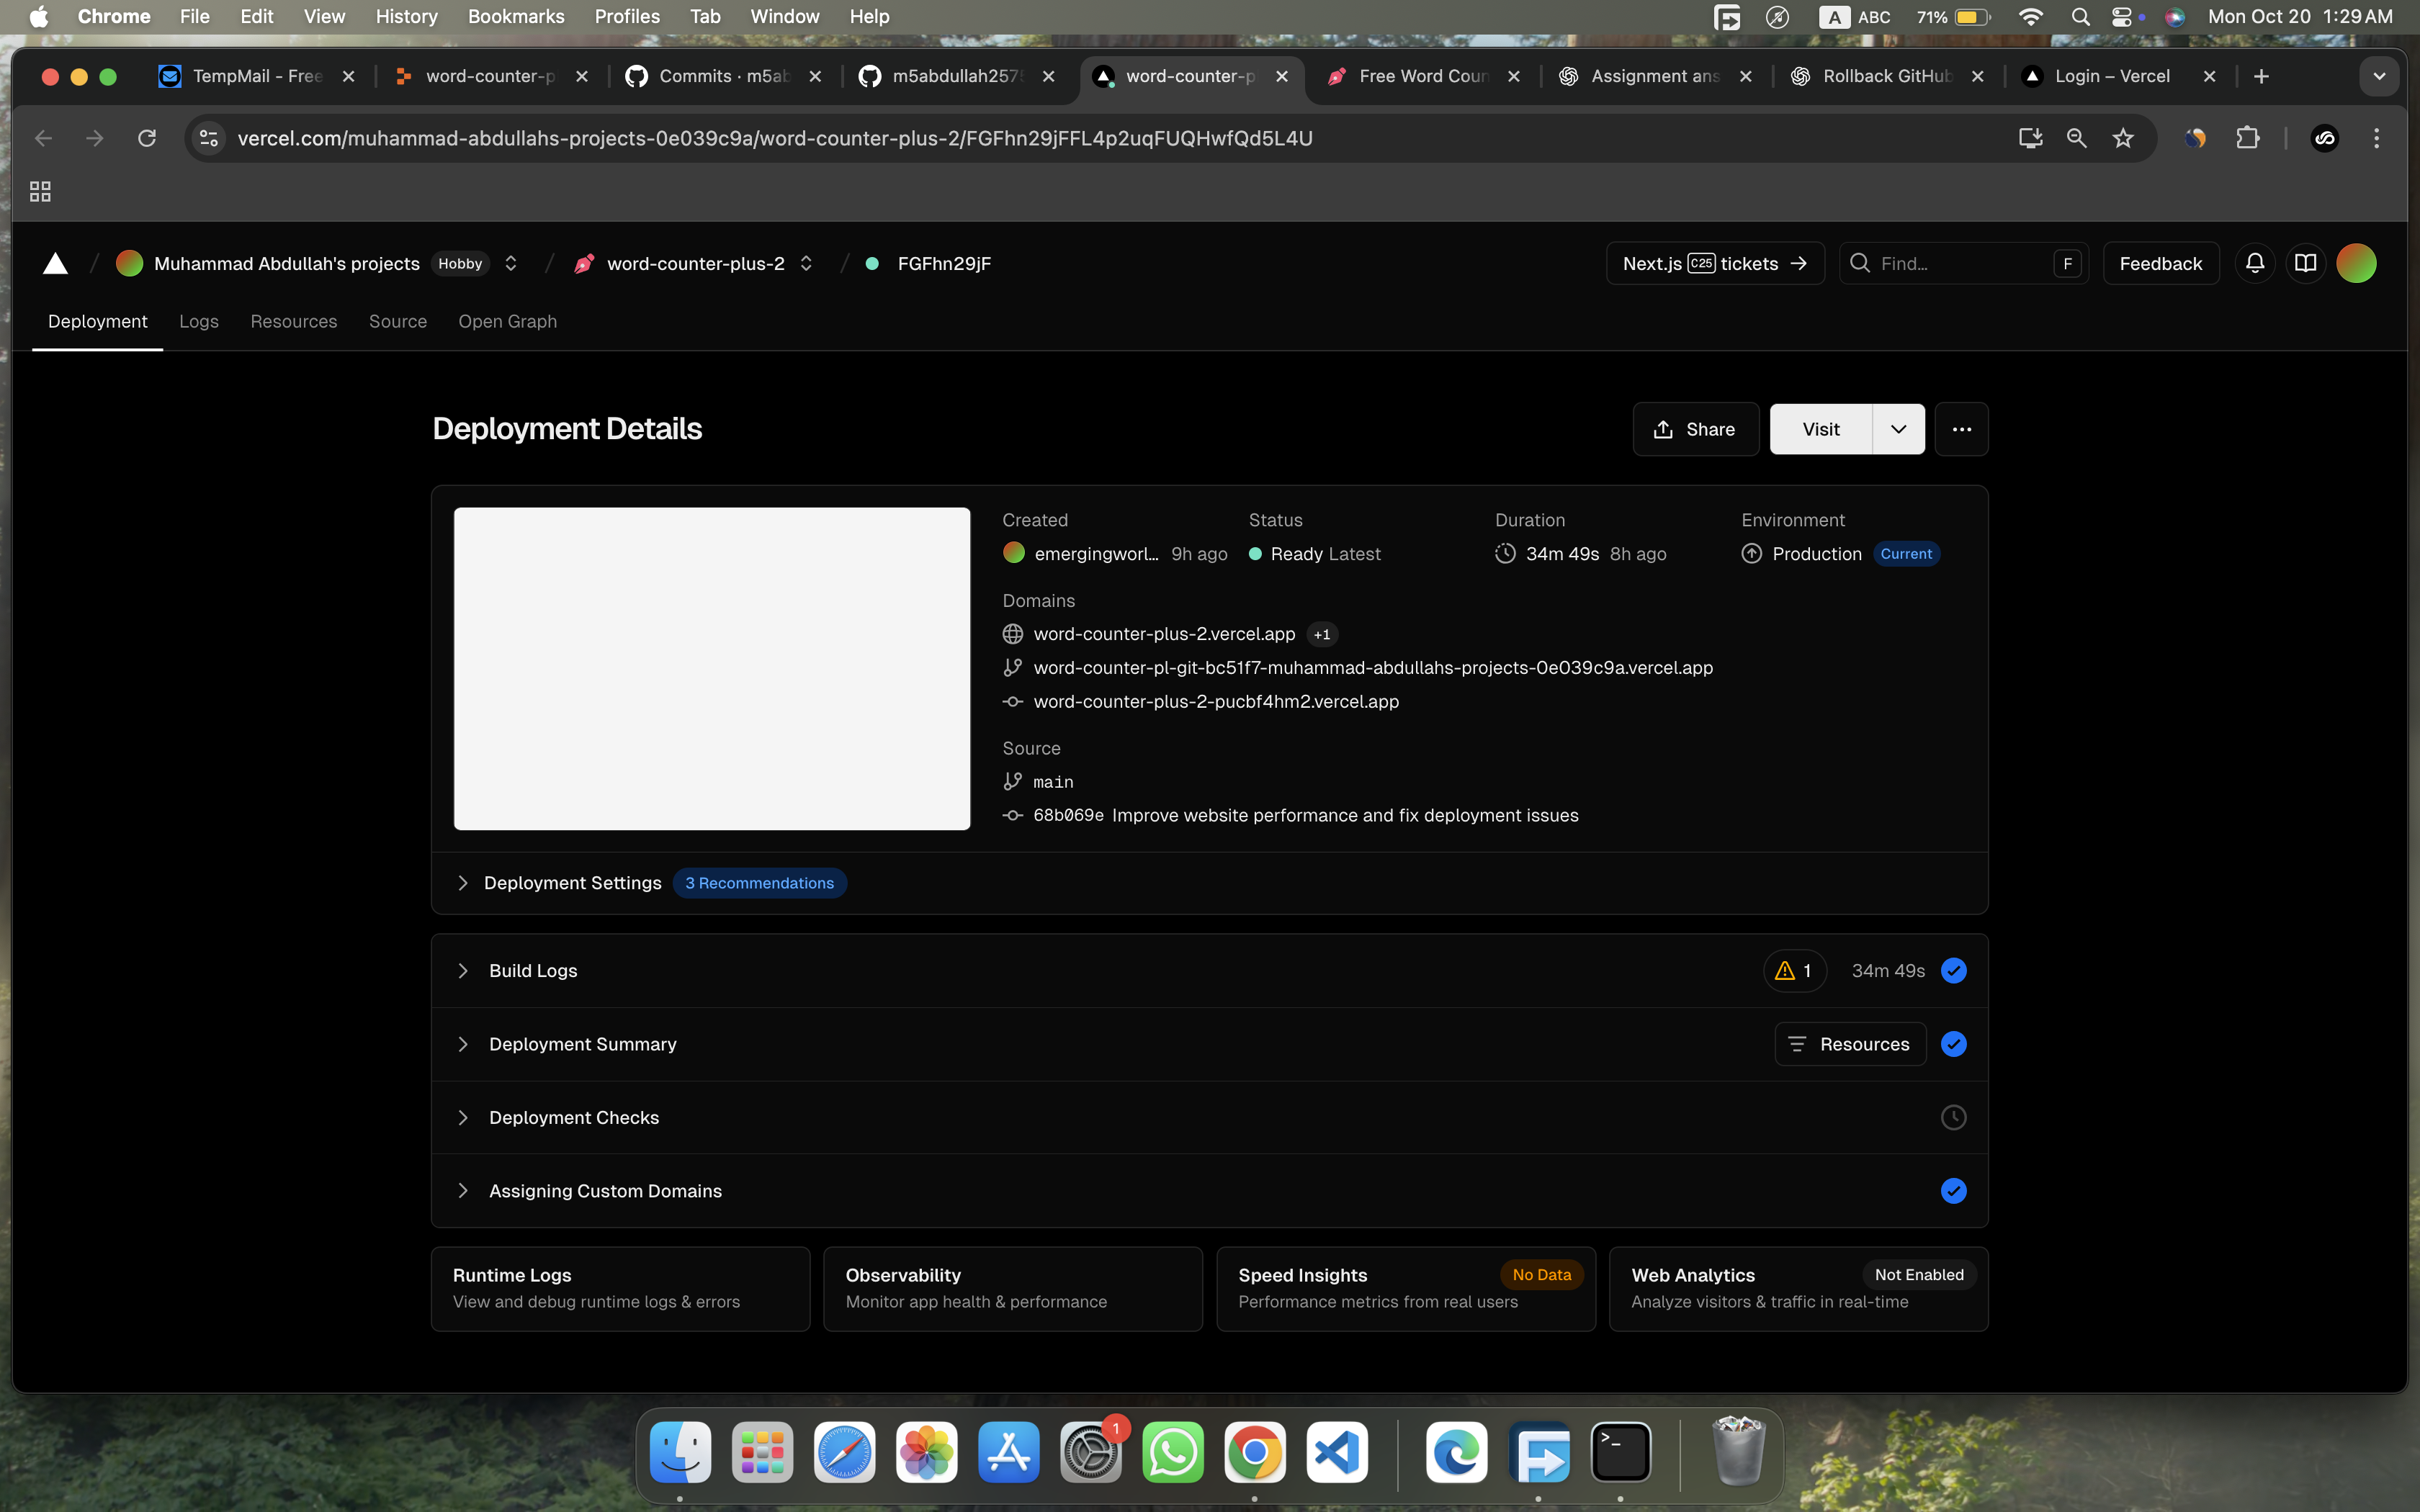 Chrome File Edit View History Bookmarks Profiles Tab Window Help A ABC 71% Mon Oct 20 1:29 AM
TempMail - Free word-counter-p Commits · m5ab m5abdullah2575 word-counter-p Free Word Coun Assignment ans Rollback GitHub Login – Vercel
vercel.com/muhammad-abdullahs-projects-0e039c9a/word-counter-plus-2/FGFhn29jFFL4p2uqFUQHwfQd5L4U
/ Muhammad Abdullah's projects Hobby / word-counter-plus-2 / FGFhn29jF Next.js C25 tickets → Find... F Feedback
Deployment Logs Resources Source Open Graph
Deployment Details Share Visit
Created Status Duration Environment
emergingworl... 9h ago Ready Latest 34m 49s 8h ago Production Current
Domains
word-counter-plus-2.vercel.app +1
word-counter-pl-git-bc51f7-muhammad-abdullahs-projects-0e039c9a.vercel.app
word-counter-plus-2-pucbf4hm2.vercel.app
Source
main
68b069e Improve website performance and fix deployment issues
Deployment Settings 3 Recommendations
Build Logs 1 34m 49s
Deployment Summary Resources
Deployment Checks
Assigning Custom Domains
Runtime Logs Observability Speed Insights No Data Web Analytics Not Enabled
View and debug runtime logs & errors Monitor app health & performance Performance metrics from real users Analyze visitors & traffic in real-time
1